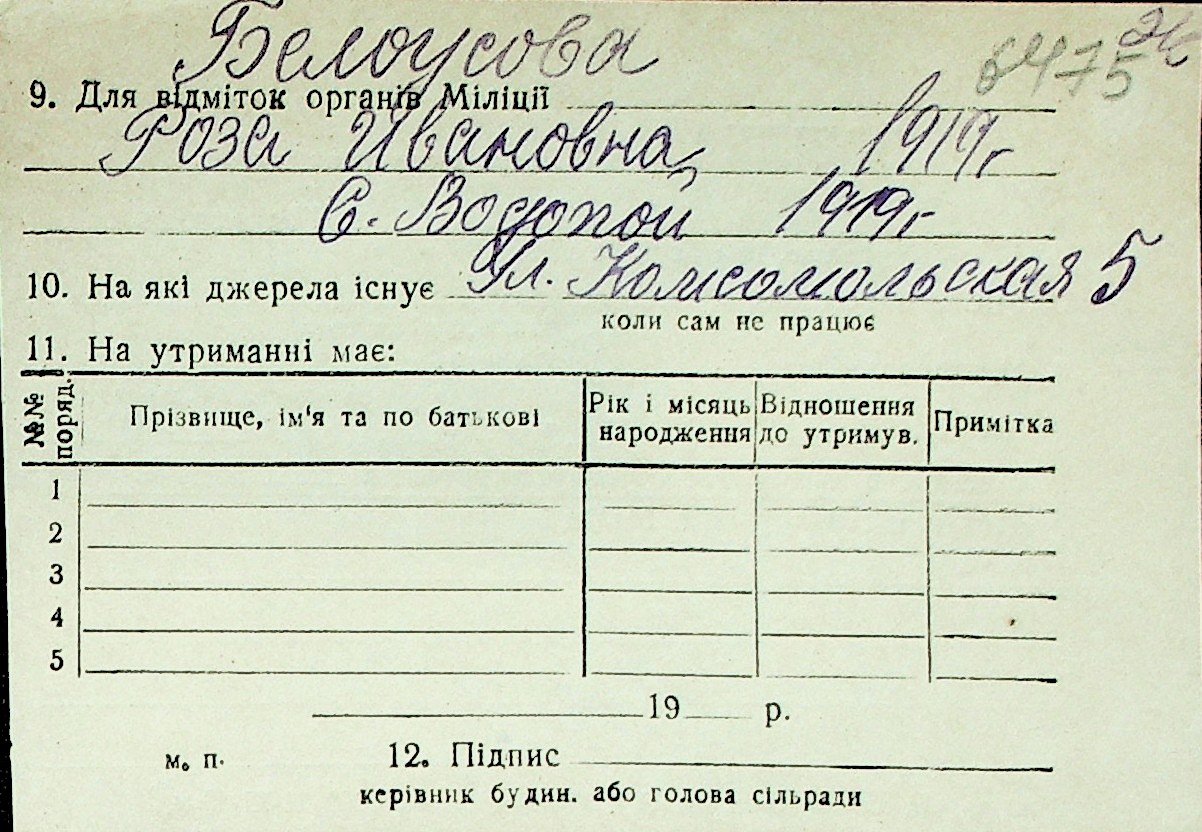 Белоусова
6475
9. Для відміток органів Міліції
Роза Ивановна, 1919г
с. Водопой 1919г.
10. На які джерела існує Ул. Комсомольская 5
коли сам не працює
11. На утриманні має:
№№ поряд. Прізвище, ім'я та по батькові Рік і місяць народження Відношення до утримув. Примітка
1
2
3
4
5
19 р.
м. п. 12. Підпис
керівник будин. або голова сільради